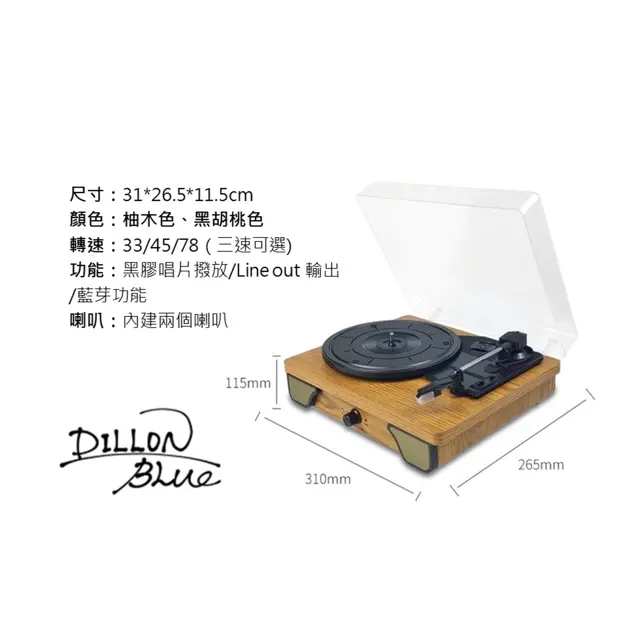 尺寸：31*26.5*11.5cm
顏色：柚木色、黑胡桃色
轉速：33/45/78 ( 三速可選)
功能：黑膠唱片撥放/Line out 輸出
/藍芽功能
喇叭：內建兩個喇叭
115mm
310mm
265mm
DILLON
BLUE